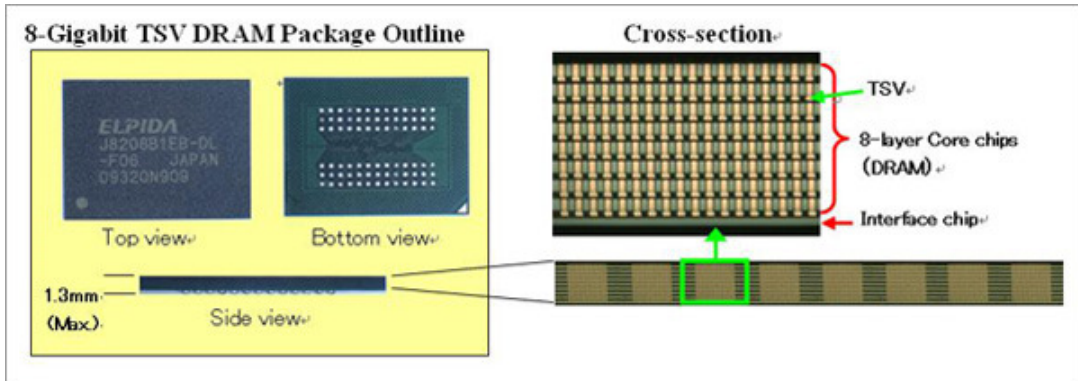 8-Gigabit TSV DRAM Package Outline
Cross-section
ELPIDA
J8206B1EB-DL
-F06 JAPAN
09320N909
Top view
Bottom view
1.3mm
(Max.)
Side view
TSV
8-layer Core chips
(DRAM)
Interface chip